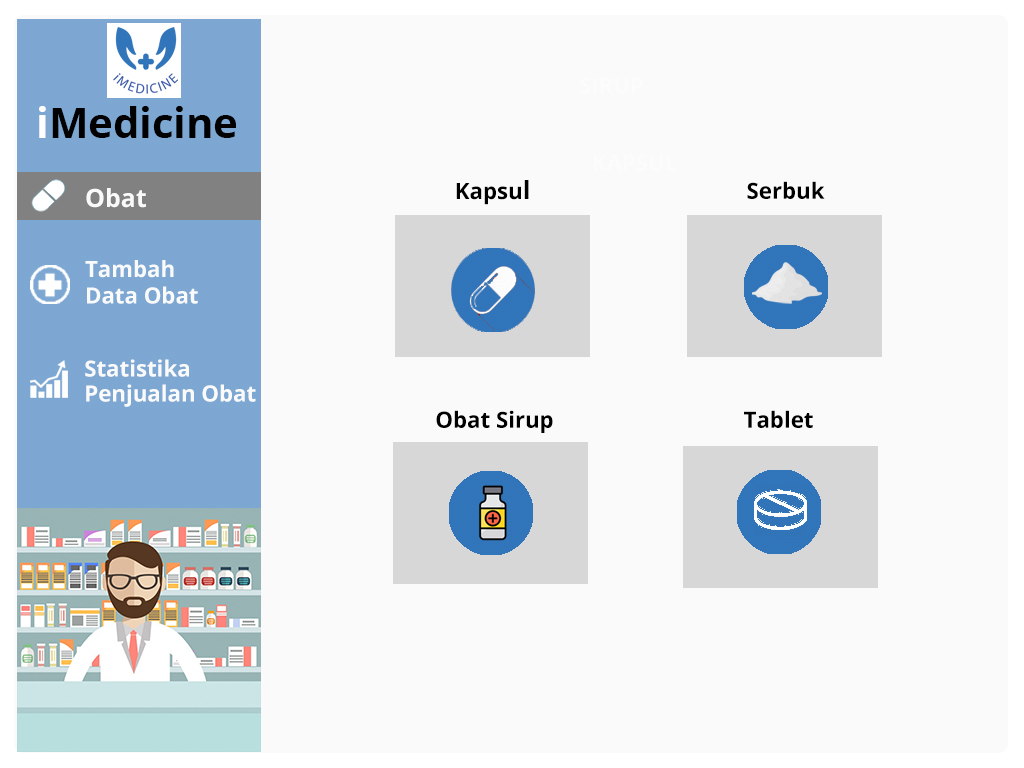 iMEDICINE
iMedicine
Obat
Tambah
Data Obat
Statistika
Penjualan Obat
SIRUP
KAPSUL
Kapsul
Serbuk
Obat Sirup
Tablet